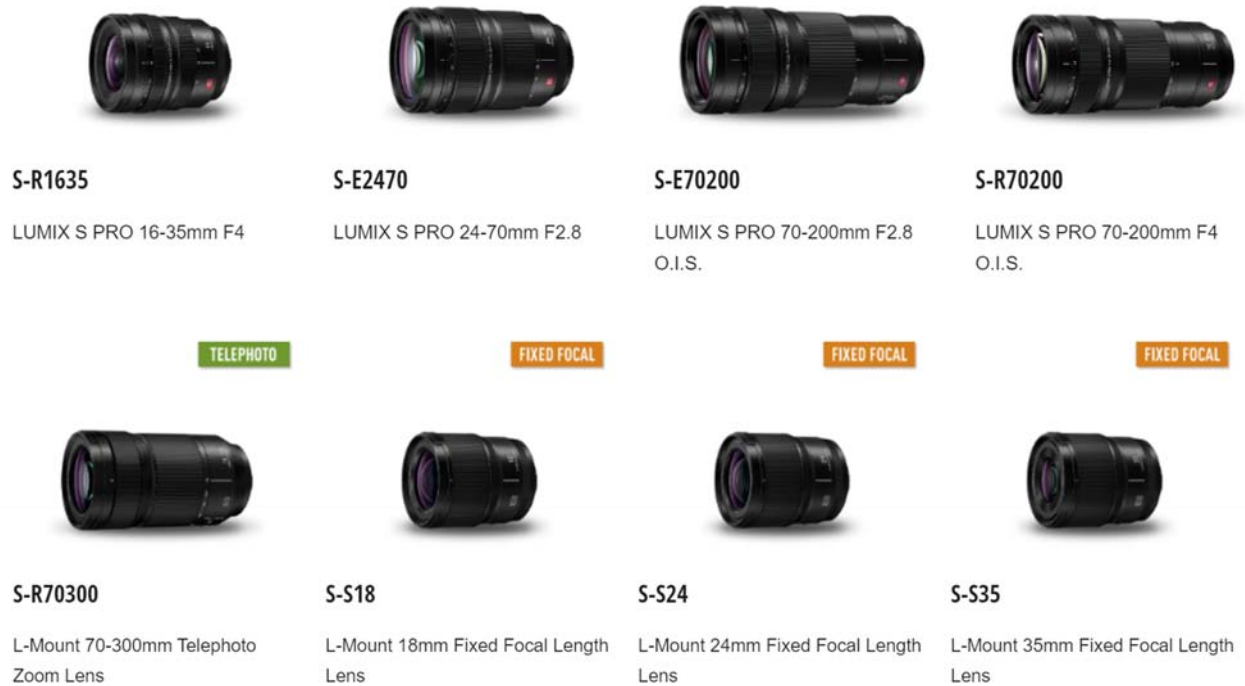 S-R1635
S-E2470
S-E70200
S-R70200
LUMIX S PRO 16-35mm F4
LUMIX S PRO 24-70mm F2.8
LUMIX S PRO 70-200mm F2.8
O.I.S.
LUMIX S PRO 70-200mm F4
O.I.S.
TELEPHOTO
FIXED FOCAL
FIXED FOCAL
FIXED FOCAL
S-R70300
S-S18
S-S24
S-S35
L-Mount 70-300mm Telephoto
Zoom Lens
L-Mount 18mm Fixed Focal Length
Lens
L-Mount 24mm Fixed Focal Length
Lens
L-Mount 35mm Fixed Focal Length
Lens